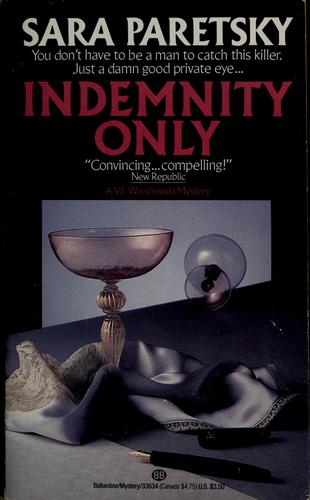 SARA PARETSKY
You don't have to be a man to catch this killer.
Just a damn good private eye...
INDEMNITY
ONLY
"Convincing...compelling!"
New Republic
A V.I. Warshawski Mystery
BB
Ballantine/Mystery/33634 (Canada $4.75) U.S. $3.50